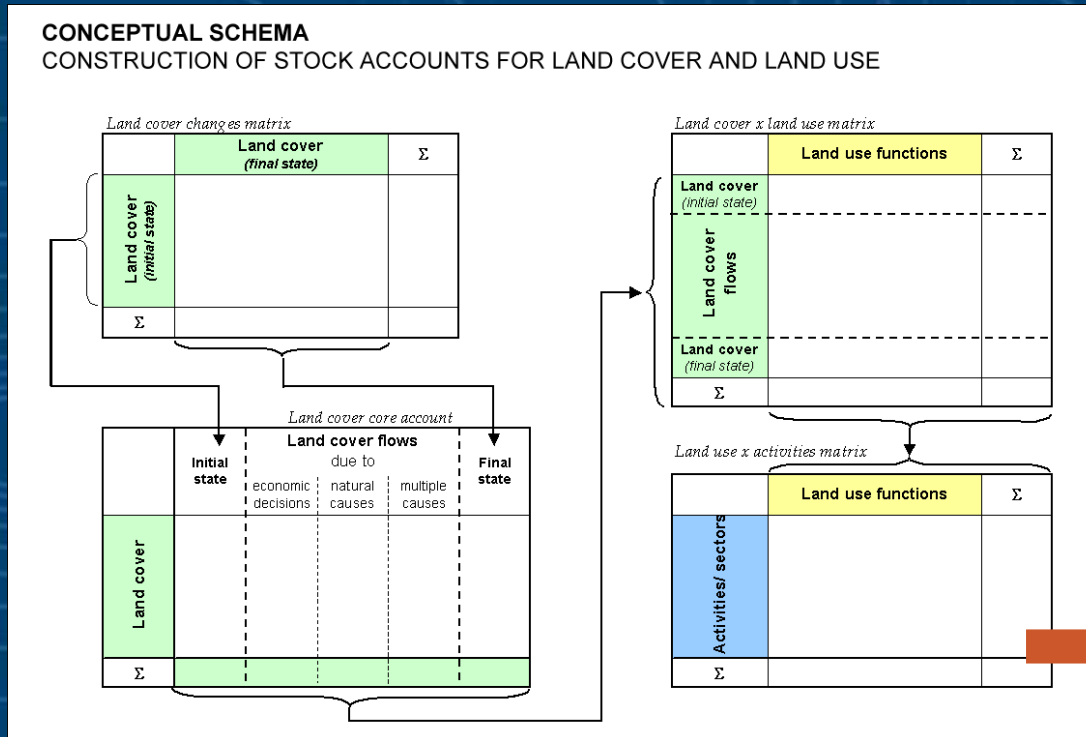 CONCEPTUAL SCHEMA
CONSTRUCTION OF STOCK ACCOUNTS FOR LAND COVER AND LAND USE
Land cover changes matrix
Land cover
(final state)
Σ
Land cover
(initial state)
Σ
Land cover core account
Initial
state
Land cover flows
due to
economic
decisions
natural
causes
multiple
causes
Final
state
Land cover
Σ
Land cover x land use matrix
Land use functions
Σ
Land cover
(initial state)
Land cover
flows
Land cover
(final state)
Σ
Land use x activities matrix
Land use functions
Σ
Activities/ sectors
Σ